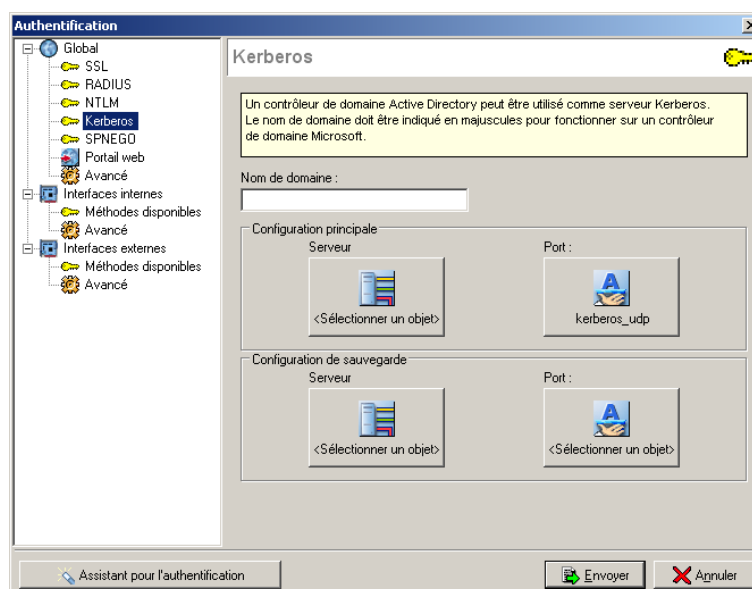 Authentification
Global
SSL
RADIUS
NTLM
Kerberos
SPNEGO
Portail web
Avancé
Interfaces internes
Méthodes disponibles
Avancé
Interfaces externes
Méthodes disponibles
Avancé
Kerberos
Un contrôleur de domaine Active Directory peut être utilisé comme serveur Kerberos.
Le nom de domaine doit être indiqué en majuscules pour fonctionner sur un contrôleur
de domaine Microsoft.
Nom de domaine :
Configuration principale
Serveur
Port :
<Sélectionner un objet>
kerberos_udp
Configuration de sauvegarde
Serveur
Port :
<Sélectionner un objet>
<Sélectionner un objet>
Assistant pour l'authentification
Envoyer
Annuler